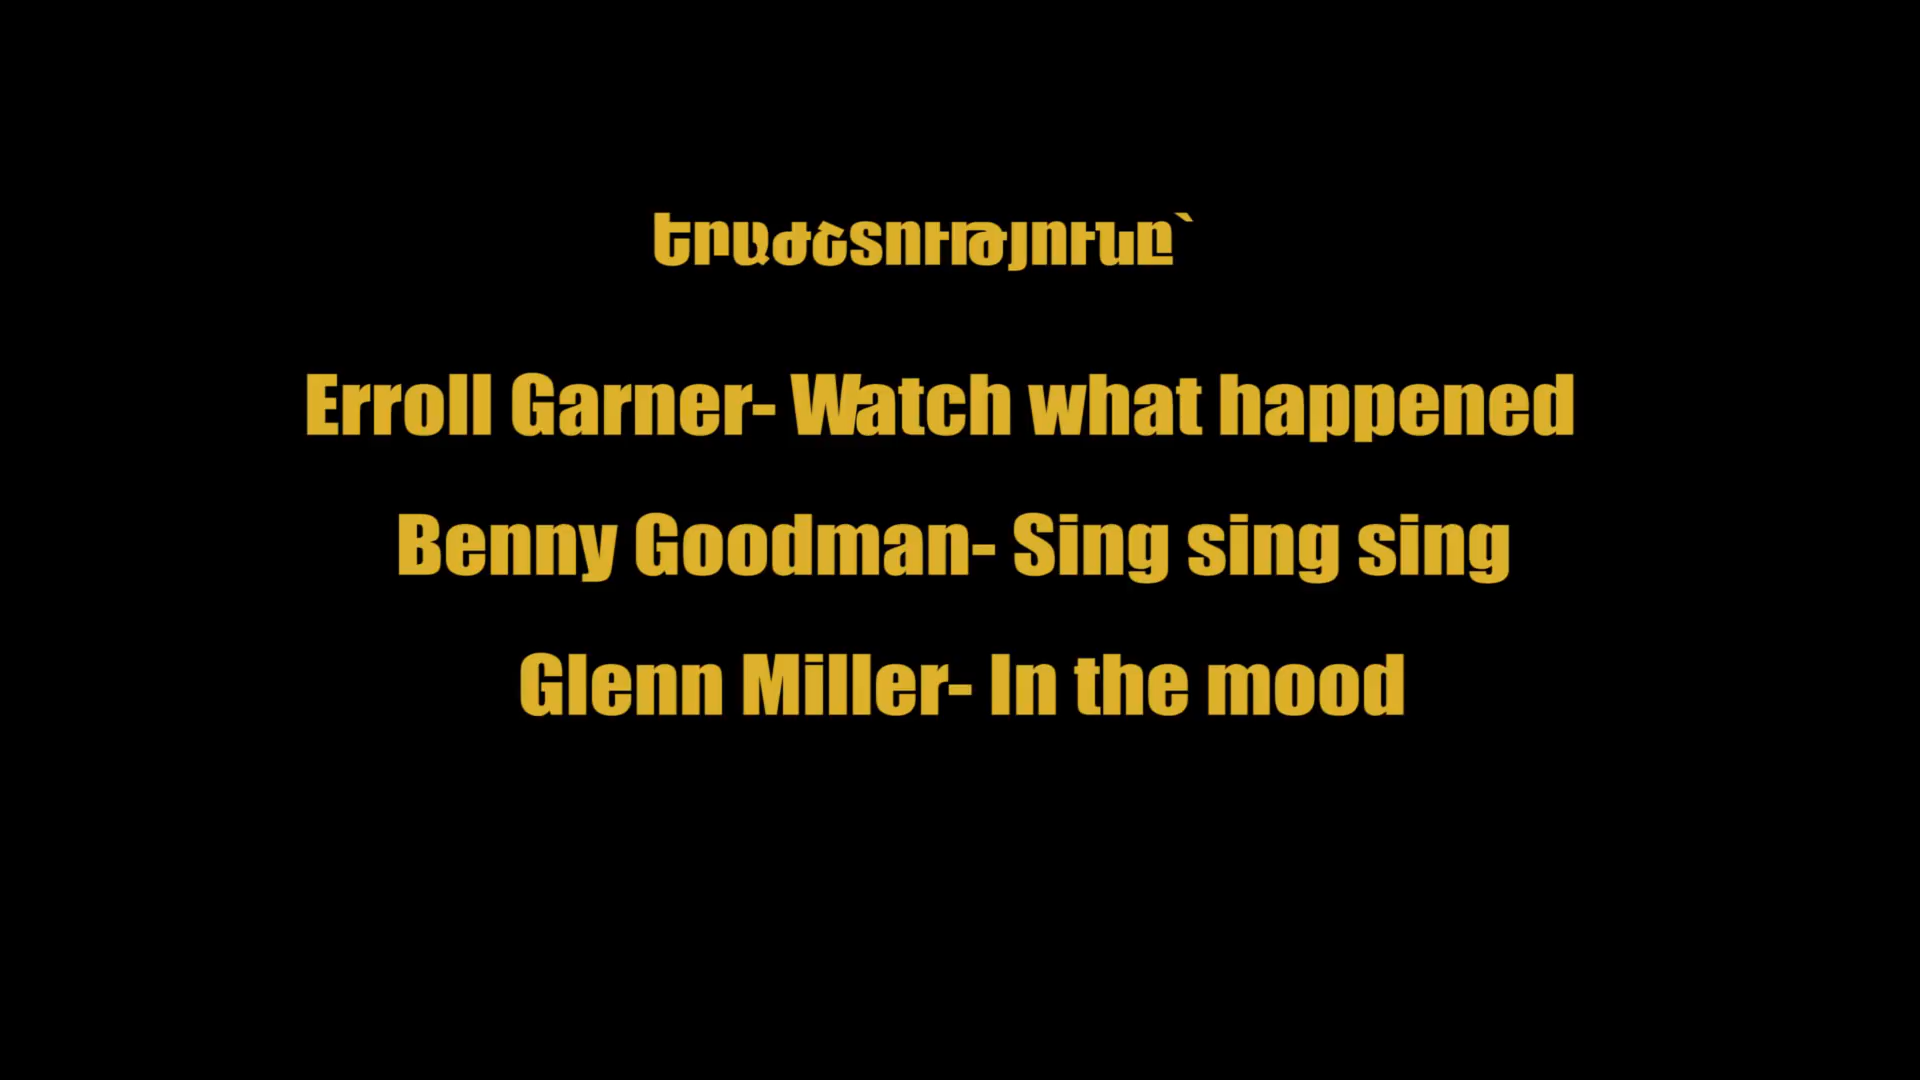 Երաժշտությունը՝
Erroll Garner- Watch what happened
Benny Goodman- Sing sing sing
Glenn Miller- In the mood